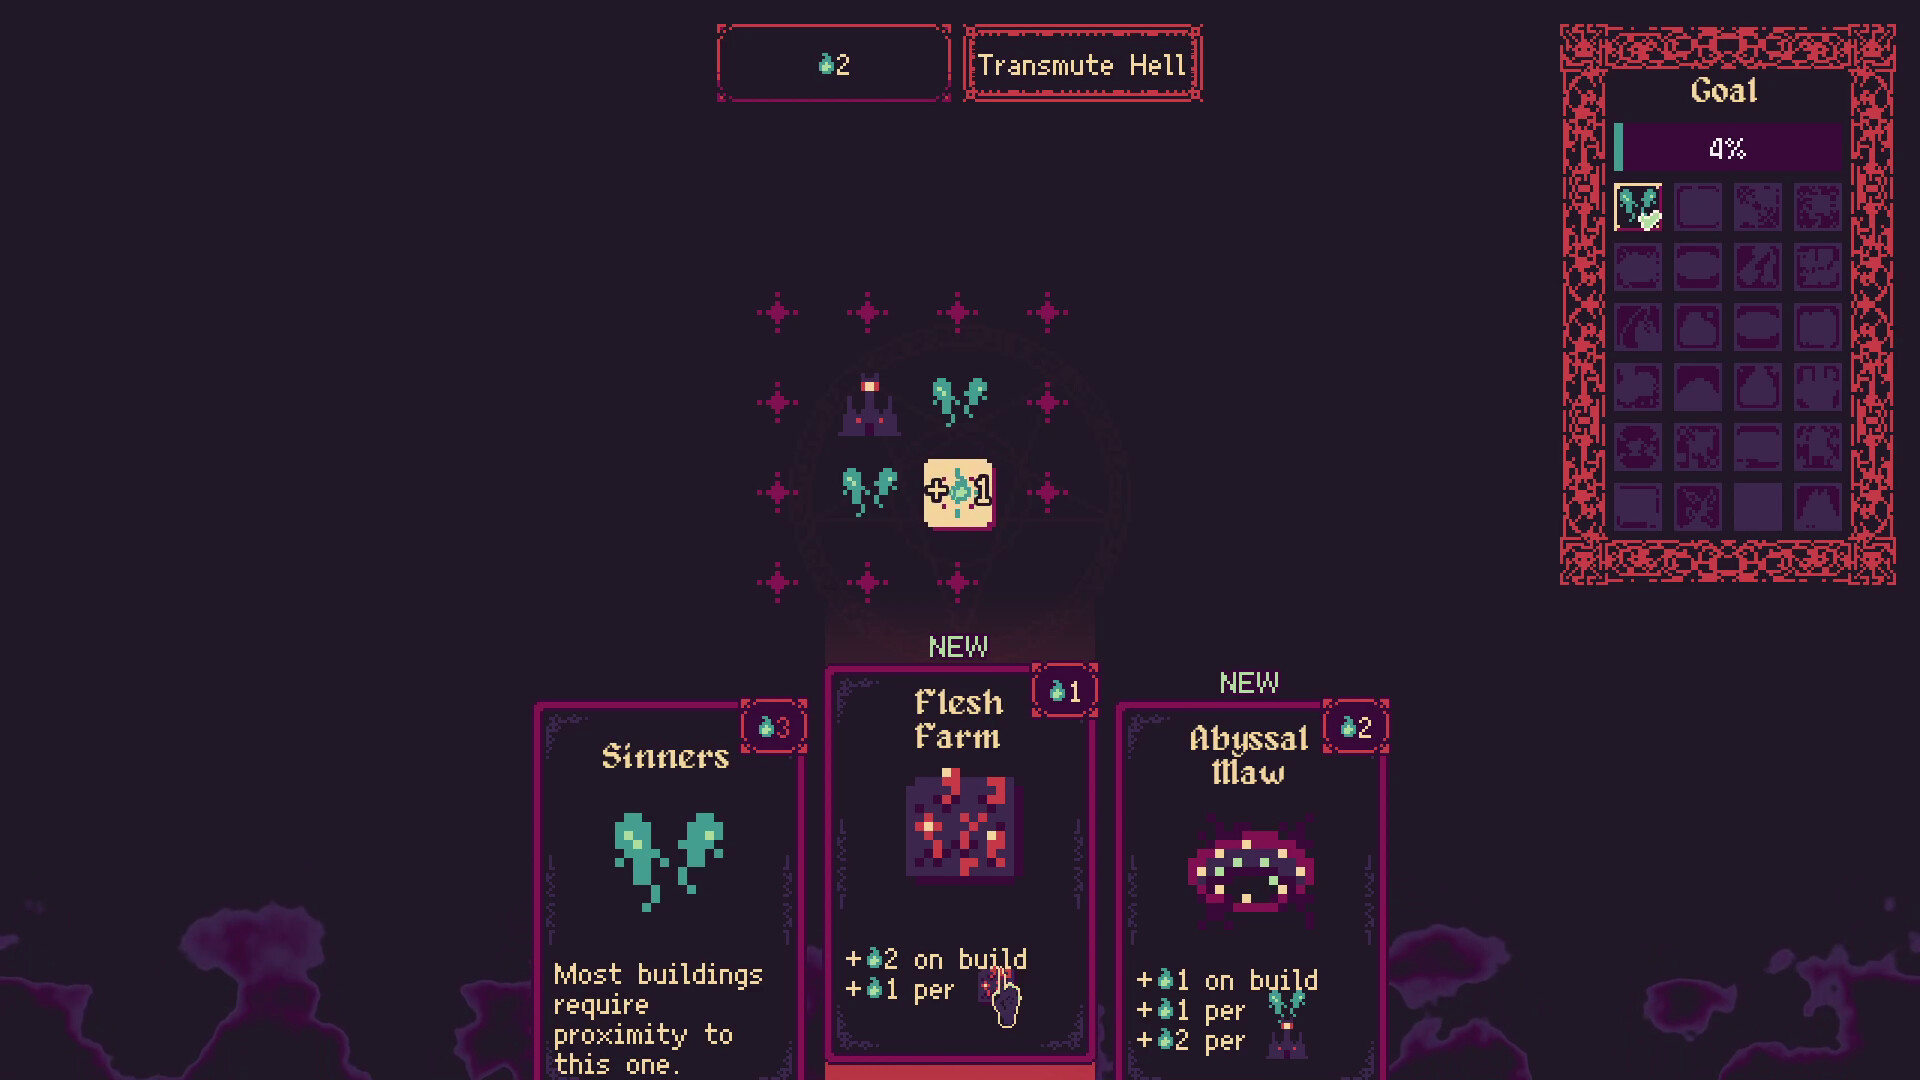 2
Transmute Hell
Goal
4%
+1
NEW
NEW
Sinners
3
Flesh
Farm
1
Abyssal
Maw
2
Most buildings
require
proximity to
this one.
+2 on build
+1 per
+1 on build
+1 per
+2 per